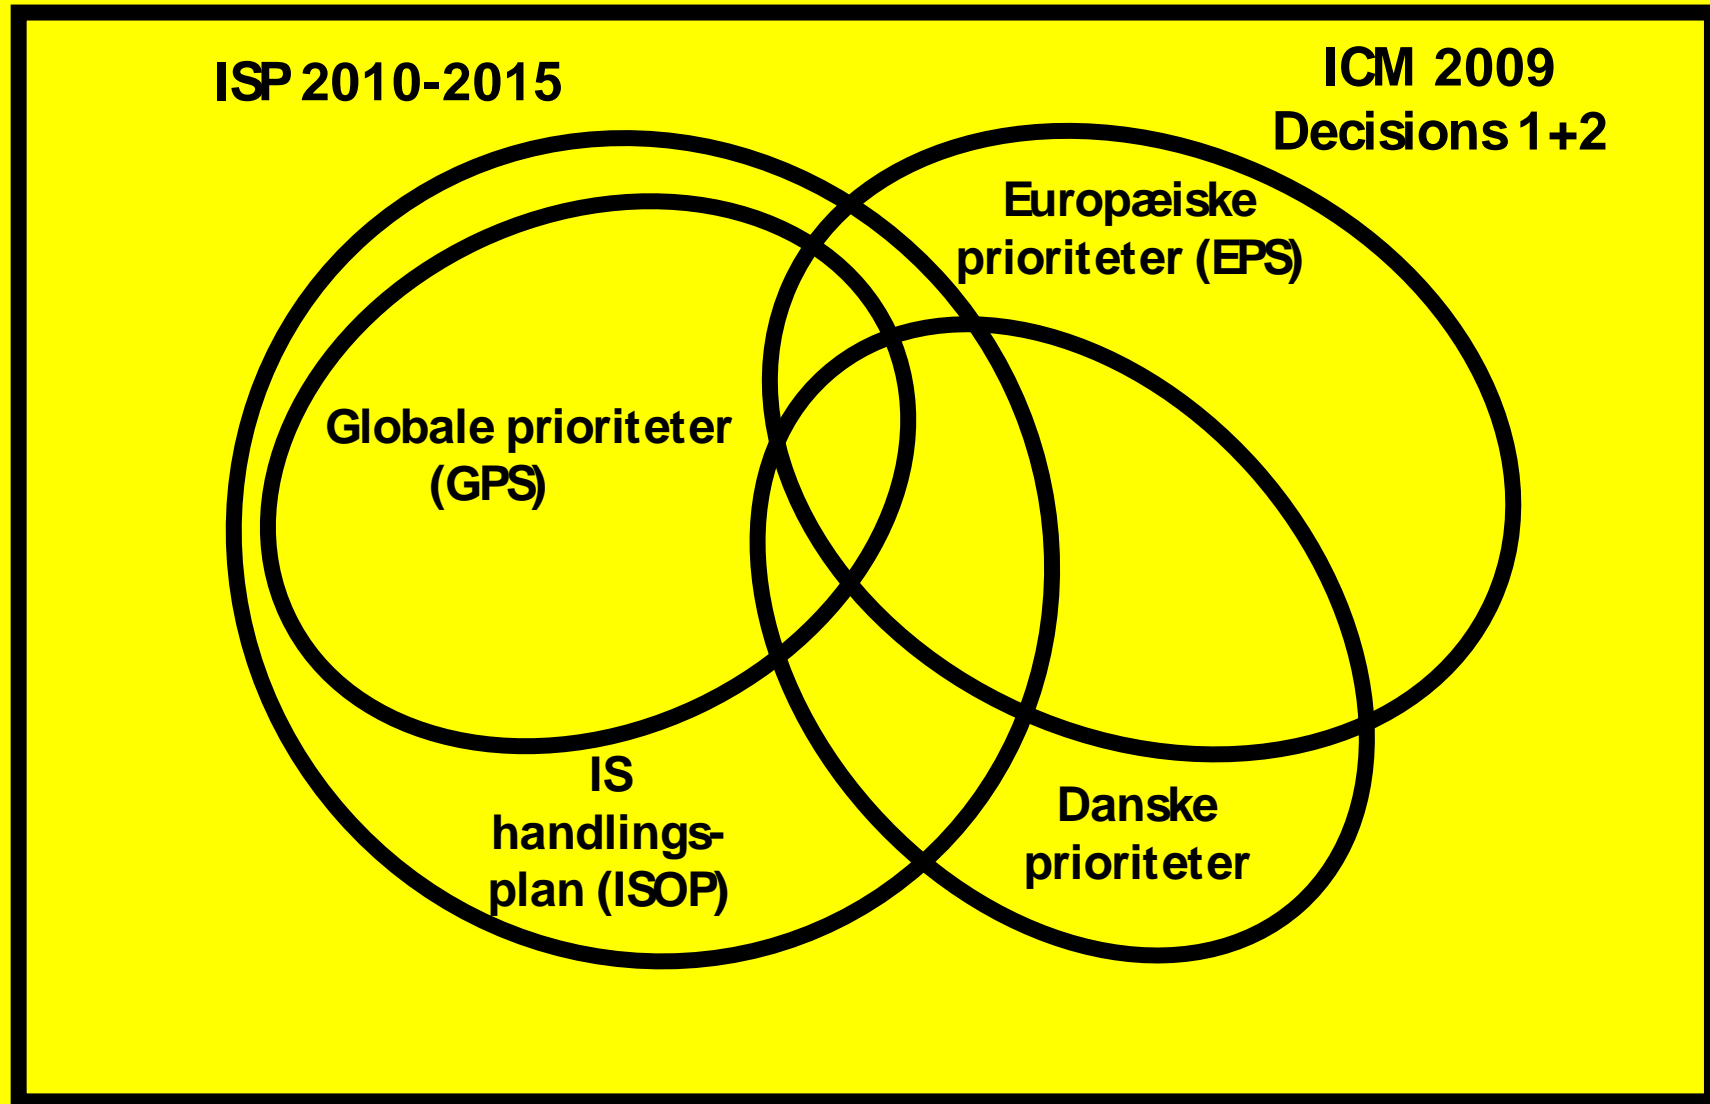 ISP 2010-2015
ICM 2009
Decisions 1+2
Europæiske
prioriteter (EPS)
Globale prioriteter
(GPS)
IS
handlings-
plan (ISOP)
Danske
prioriteter